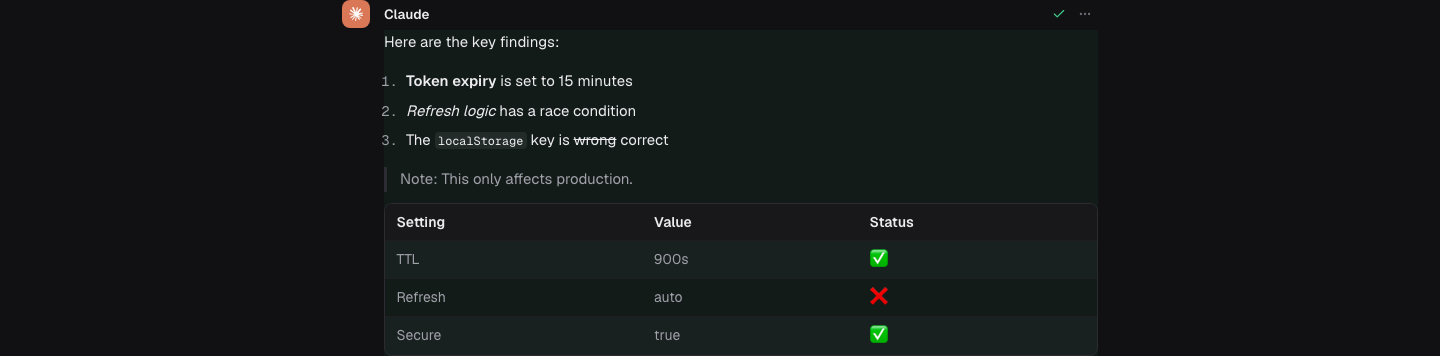 Claude
Here are the key findings:
1. Token expiry is set to 15 minutes
2. Refresh logic has a race condition
3. The localStorage key is wrong correct
Note: This only affects production.
Setting Value Status
TTL 900s ✅
Refresh auto ❌
Secure true ✅